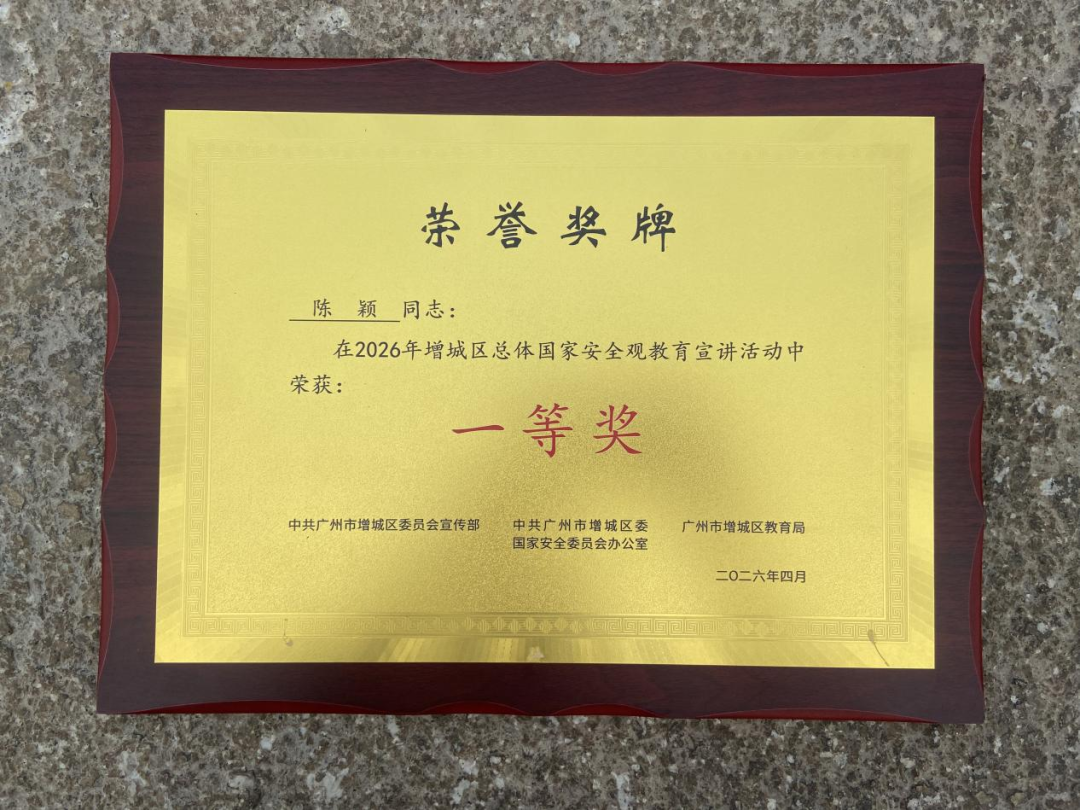 荣誉奖牌
陈 颖 同志：
在2026年增城区总体国家安全观教育宣讲活动中
荣获：
一等奖
中共广州市增城区委员会宣传部
中共广州市增城区委
国家安全委员会办公室
广州市增城区教育局
二〇二六年四月